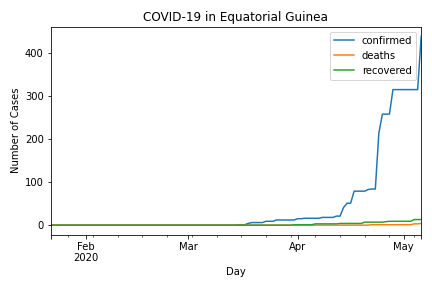 COVID-19 in Equatorial Guinea
confirmed
deaths
recovered
Number of Cases
400
300
200
100
0
Feb
2020
Mar
Apr
May
Day